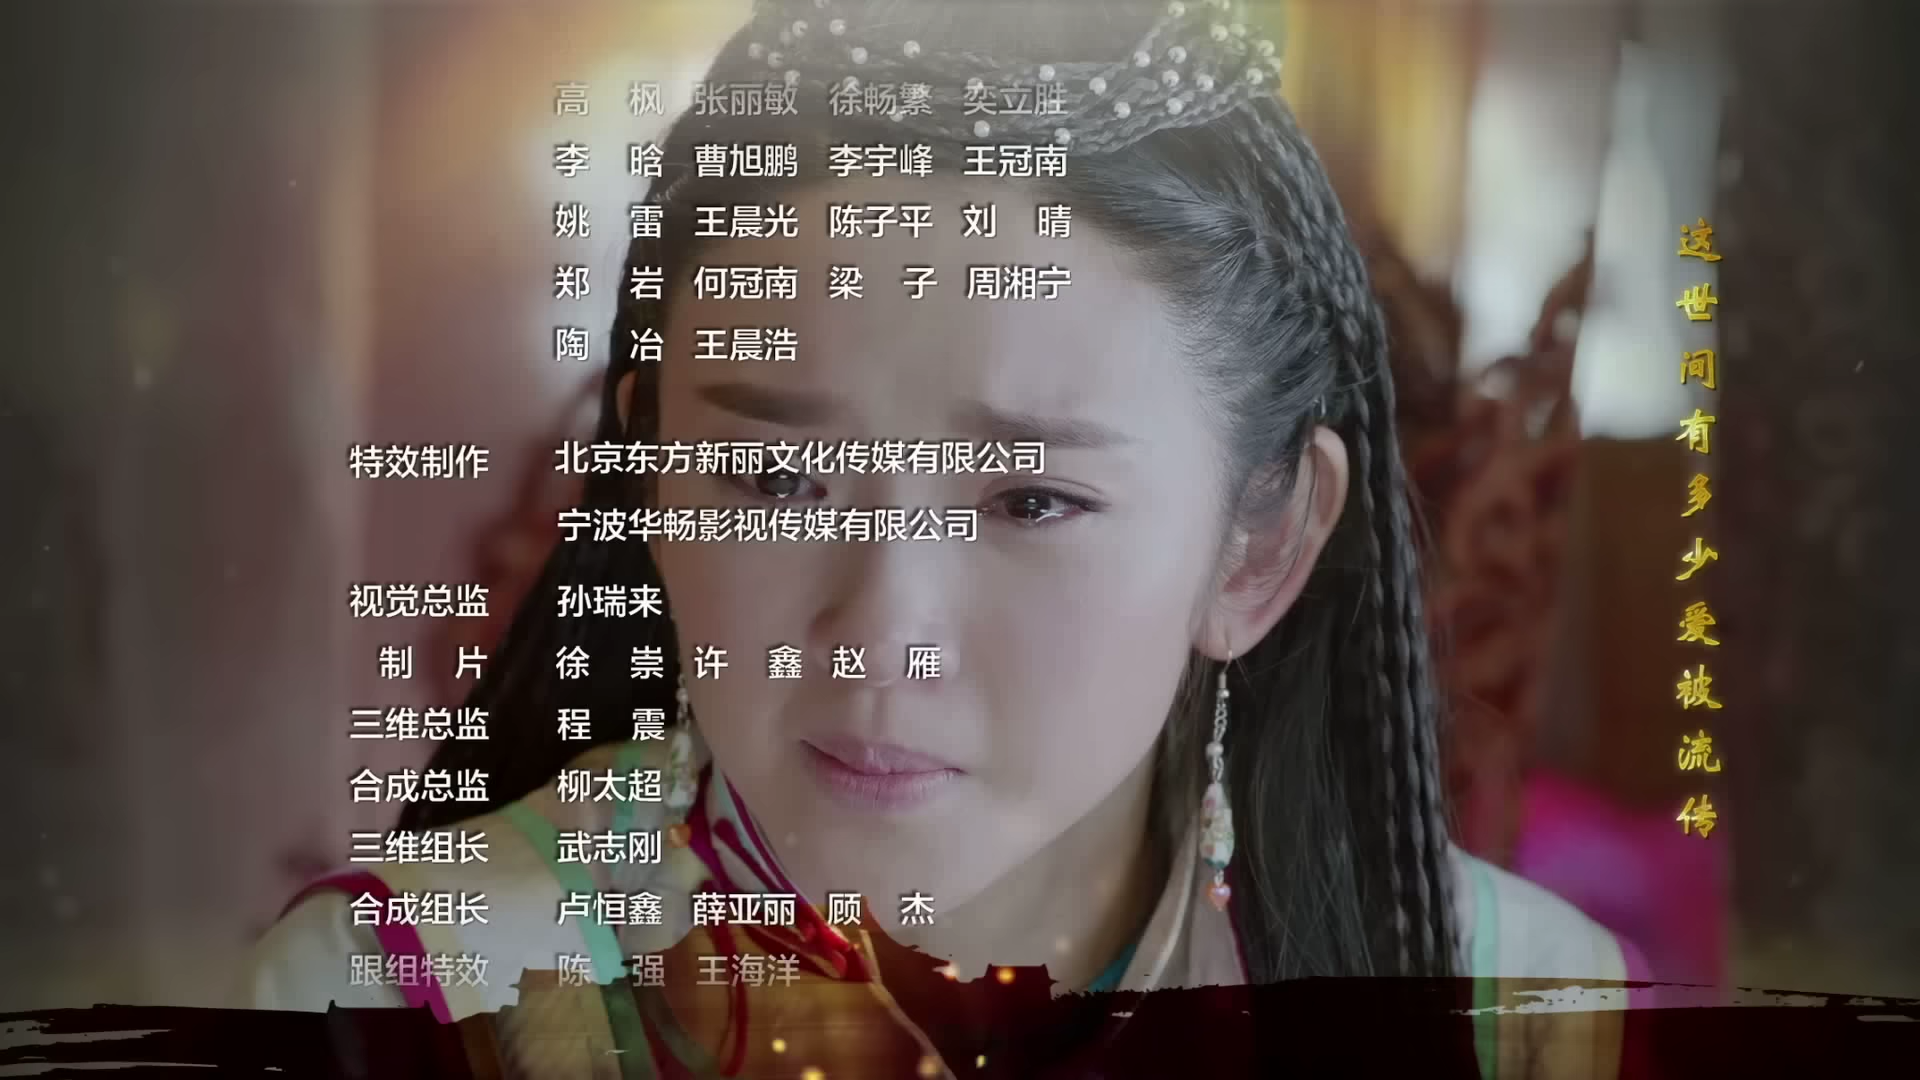 高 枫 张丽敏 徐畅繁 奕立胜
李 晗 曹旭鹏 李宇峰 王冠南
姚 雷 王晨光 陈子平 刘 晴
郑 岩 何冠南 梁 子 周湘宁
陶 冶 王晨浩
特效制作 北京东方新丽文化传媒有限公司
宁波华畅影视传媒有限公司
视觉总监 孙瑞来
制 片 徐 崇 许 鑫 赵 雁
三维总监 程 震
合成总监 柳太超
三维组长 武志刚
合成组长 卢恒鑫 薛亚丽 顾 杰
跟组特效 陈 强 王海洋
这世间有多少爱被流传